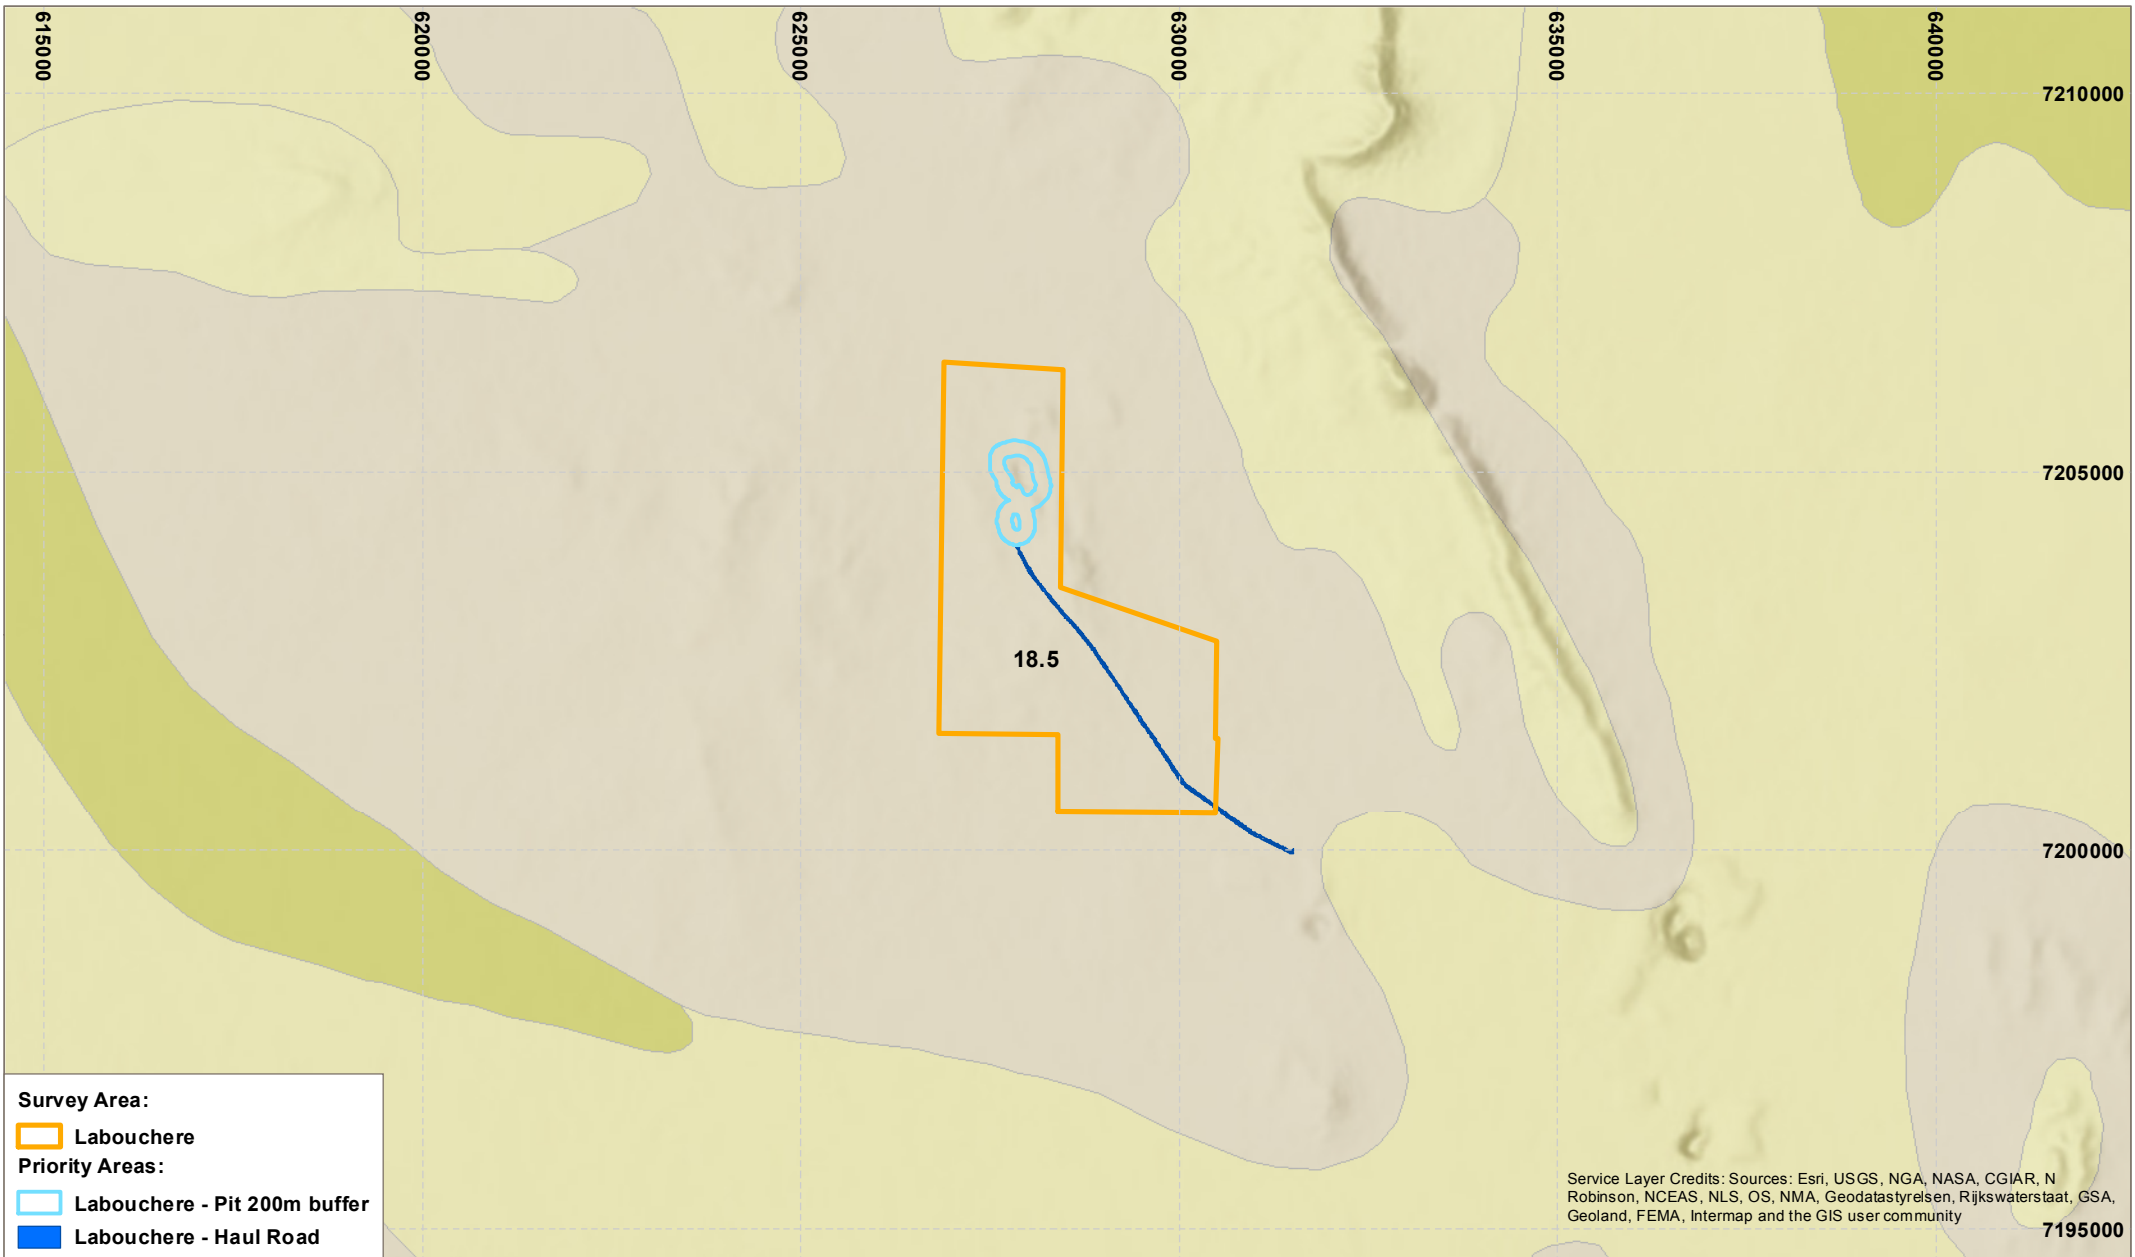 615000
620000
625000
630000
635000
640000
7210000
7205000
18.5
7200000
7195000
Survey Area:
Labouchere
Priority Areas:
Labouchere - Pit 200m buffer
Labouchere - Haul Road
Service Layer Credits: Sources: Esri, USGS, NGA, NASA, CGIAR, N
Robinson, NCEAS, NLS, OS, NMA, Geodatastyrelsen, Rijkswaterstaat, GSA,
Geoland, FEMA, Intermap and the GIS user community